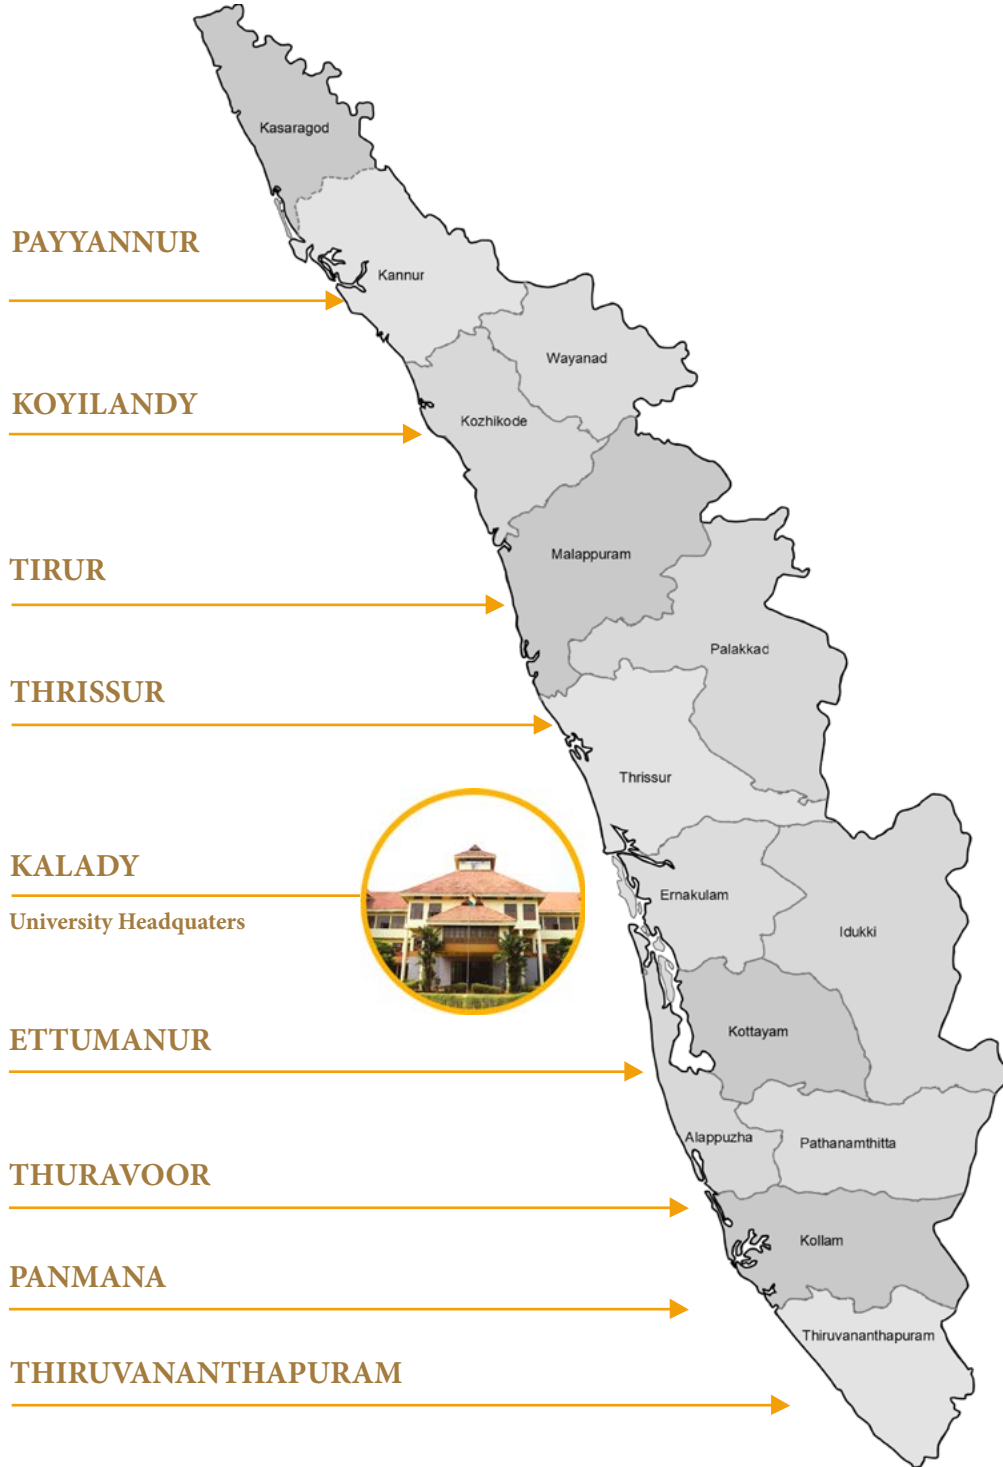 Kasaragod
PAYYANNUR
Kannur
Wayanad
KOYILANDY
Kozhikode
Malappuram
TIRUR
Palakkad
THRISSUR
Thrissur
KALADY
University Headquaters
Ernakulam
Idukki
ETTUMANUR
Kottayam
Alappuzha
Pathanamthitta
THURAVOOR
Kollam
PANMANA
Thiruvananthapuram
THIRUVANANTHAPURAM